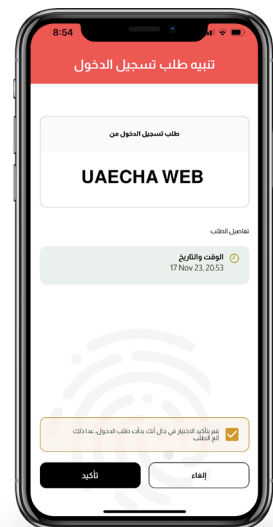 8:54
تنبيه طلب تسجيل الدخول
طلب تسجيل الدخول من
UAECHA WEB
تفاصيل الطلب
الوقت والتاريخ
17 Nov 23, 20:53
قم بتأكيد الاختيار في حال أنك بدأت طلب الدخول، عدا ذلك
ألغ الطلب
إلغاء
تأكيد